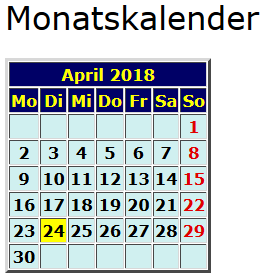 Monatskalender
April 2018
Mo Di Mi Do Fr Sa So
1
2 3 4 5 6 7 8
9 10 11 12 13 14 15
16 17 18 19 20 21 22
23 24 25 26 27 28 29
30